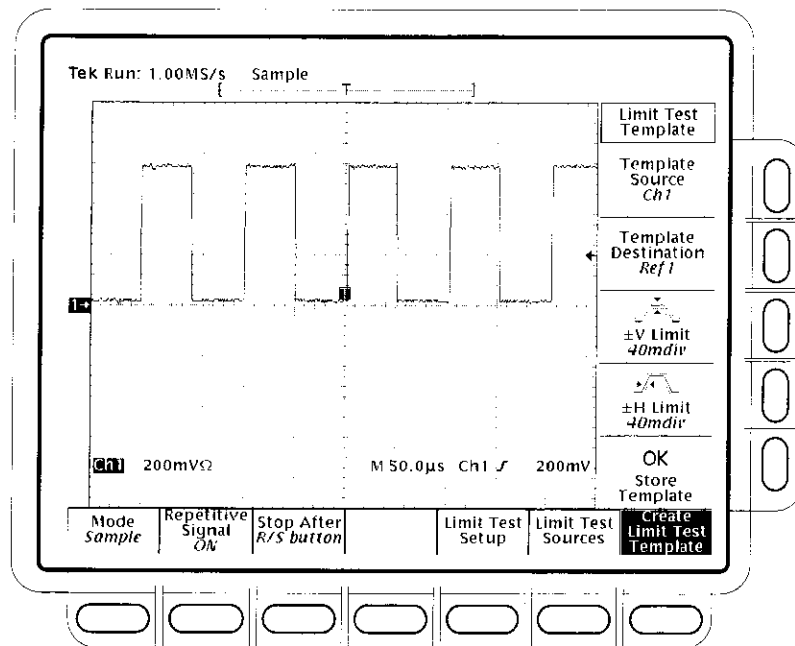 Tek Run: 1.00MS/s Sample
[ T ]
Limit Test
Template
Template
Source
Ch1
Template
Destination
Ref1
T
1→
±V Limit
40mdiv
±H Limit
40mdiv
Ch1 200mVΩ M 50.0µs Ch1 ƒ 200mV
OK
Store
Template
Mode
Sample
Repetitive
Signal
ON
Stop After
R/S button
Limit Test
Setup
Limit Test
Sources
Create
Limit Test
Template